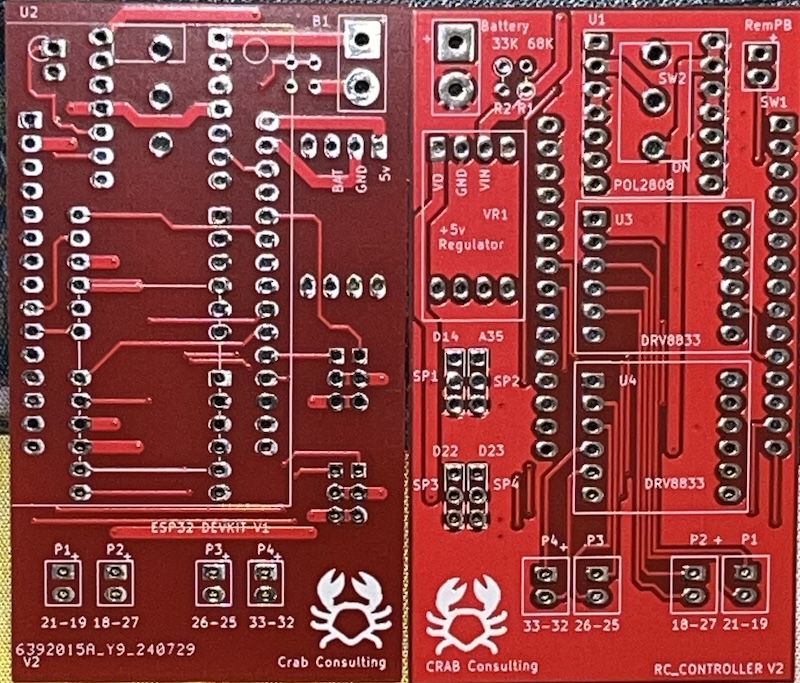 U2
B1
BAT
GND
5v
ESP32 DEVKIT V1
P1+
P2+
P3+
P4+
21-19
18-27
26-25
33-32
6392015A_Y9_240729
V2
Crab Consulting
Battery
+
33K 68K
R2 R1
U1
RemPB
+
SW2
SW1
ON
POL2808
VO
GND
VIN
VR1
+5v
Regulator
U3
DRV8833
D14 A35
SP1
SP2
U4
DRV8833
D22 D23
SP3
SP4
P4+
P3
P2 +
P1
33-32
26-25
18-27
21-19
CRAB Consulting
RC_CONTROLLER V2